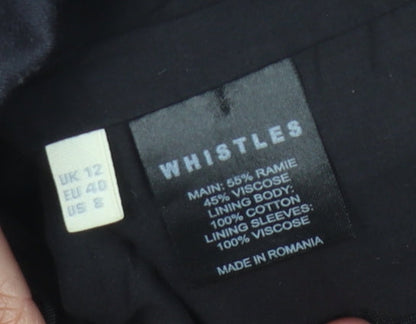 UK 12
EU 40
US 8
WHISTLES
MAIN: 55% RAMIE
45% VISCOSE
LINING BODY:
100% COTTON
LINING SLEEVES:
100% VISCOSE
MADE IN ROMANIA